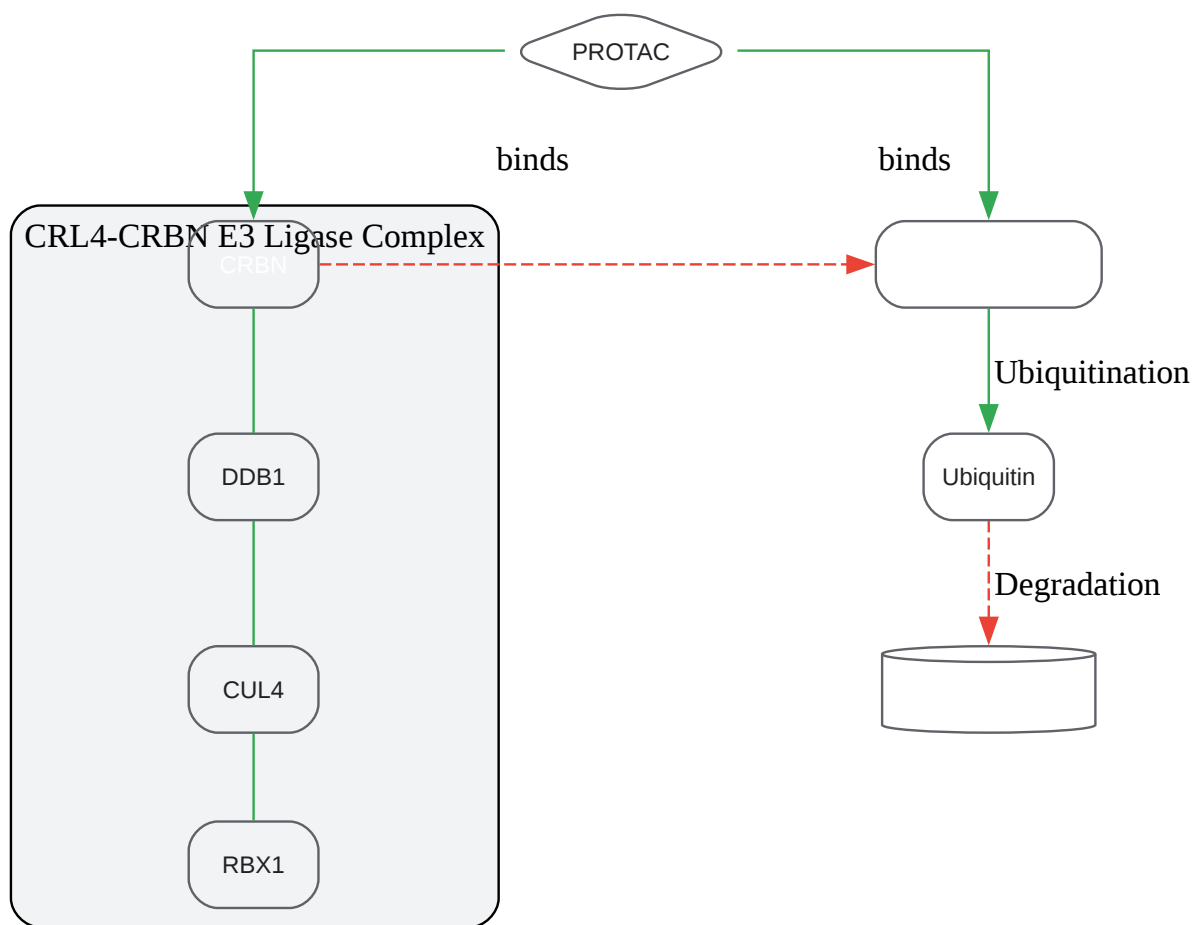 PROTAC
binds
binds
CRL4-CRBN E3 Ligase Complex
CRBN
Ubiquitination
DDB1
Ubiquitin
Degradation
CUL4
RBX1